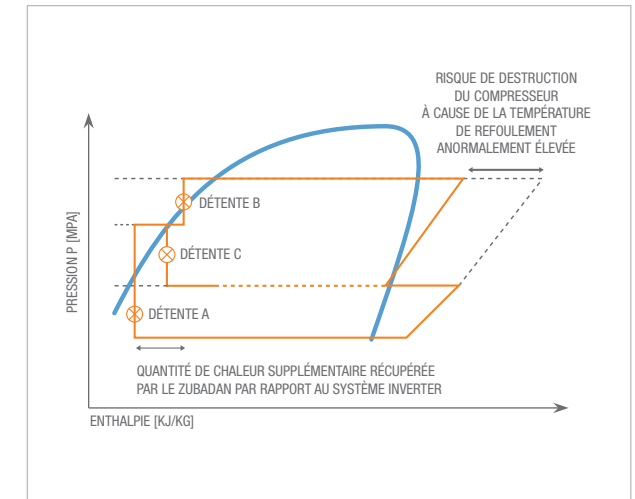 RISQUE DE DESTRUCTION
DU COMPRESSEUR
À CAUSE DE LA TEMPÉRATURE
DE REFOULEMENT
ANORMALEMENT ÉLEVÉE
PRESSION P [MPA]
DÉTENTE B
DÉTENTE C
DÉTENTE A
QUANTITÉ DE CHALEUR SUPPLÉMENTAIRE RÉCUPÉRÉE
PAR LE ZUBADAN PAR RAPPORT AU SYSTÈME INVERTER
ENTHALPIE [KJ/KG]